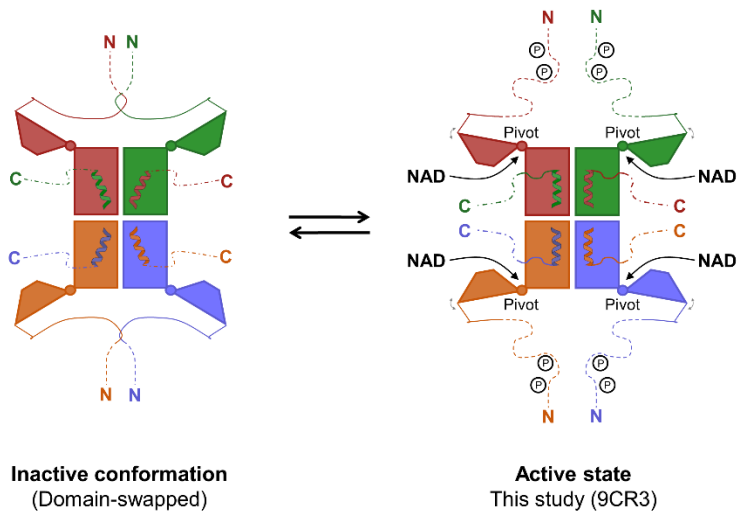 N N
N N
P P
P P
Pivot Pivot
NAD NAD
C C
C C
C C
C C
NAD NAD
Pivot Pivot
P P
P P
N N
N N
Inactive conformation
(Domain-swapped)
Active state
This study (9CR3)